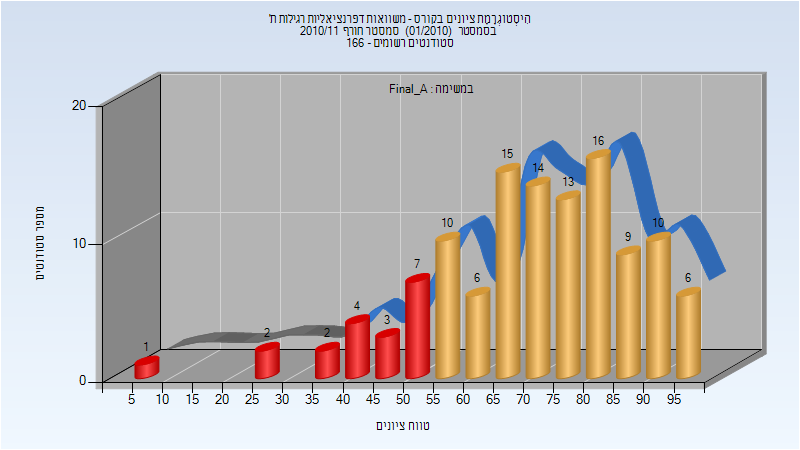 היסטוגרמת ציונים בקורס - משוואות דפרנציאליות רגילות ח'
בסמסטר (01/2010) סמסטר חורף 2010/11
סטודנטים רשומים - 166
במשימה : Final_A
מספר סטודנטים
20
10
0
1
2
2
4
3
7
10
6
15
14
13
16
9
10
6
5 10 15 20 25 30 35 40 45 50 55 60 65 70 75 80 85 90 95
טווח ציונים